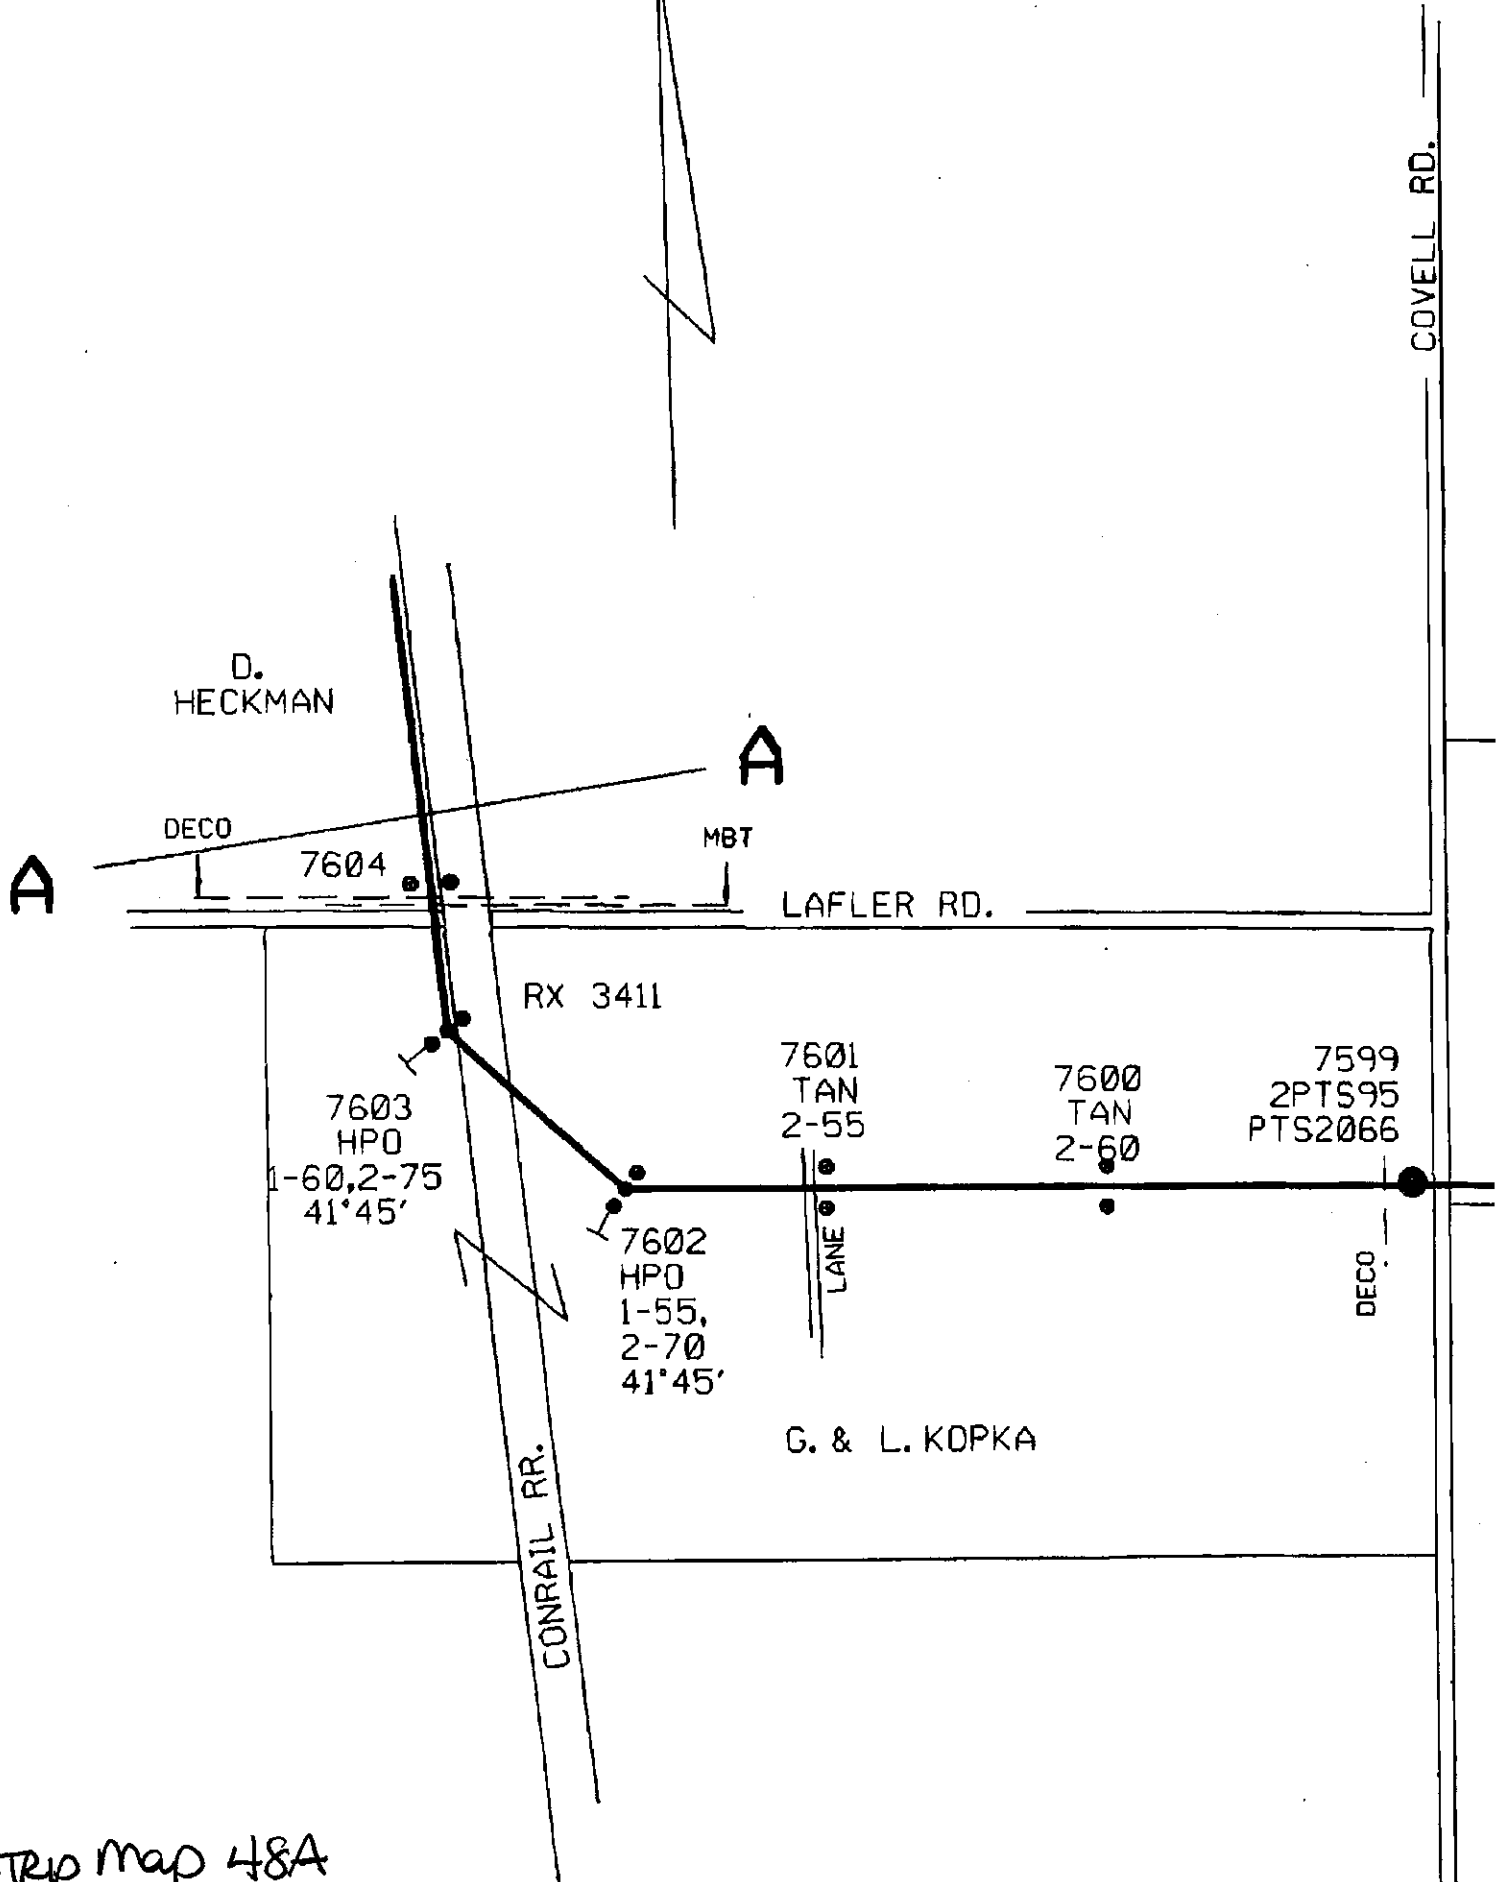 COVELL RD.
D.
HECKMAN
A
DECO
MBT
A
7604
LAFLER RD.
RX 3411
7601
TAN
2-55
7600
TAN
2-60
7599
2PTS95
PTS2066
7603
HPO
1-60,2-75
41°45'
7602
HPO
1-55,
2-70
41°45'
LANE
DECO
G. & L. KOPKA
CONRAIL RR.
TRIP Map 48A